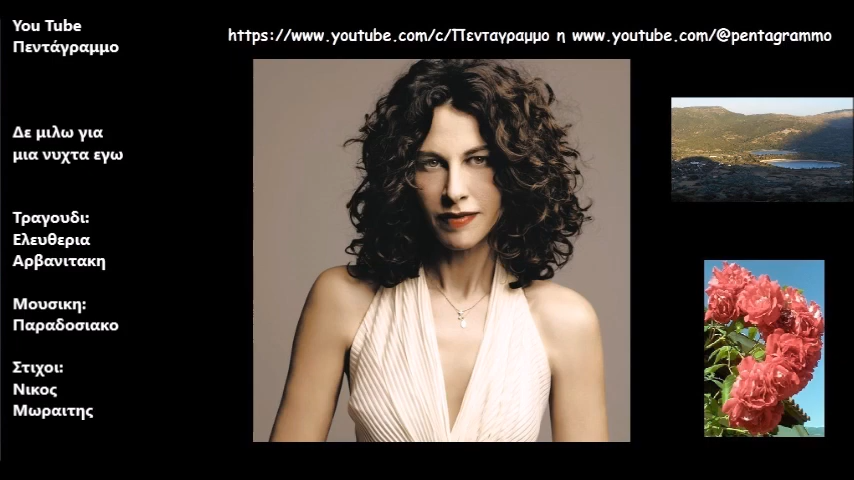 You Tube
Πεντάγραμμο
https://www.youtube.com/c/Πενταγραμμο η www.youtube.com/@pentagrammo
Δε μιλω για
μια νυχτα εγω
Τραγουδι:
Ελευθερια
Αρβανιτακη
Μουσικη:
Παραδοσιακο
Στιχοι:
Νικος
Μωραιτης